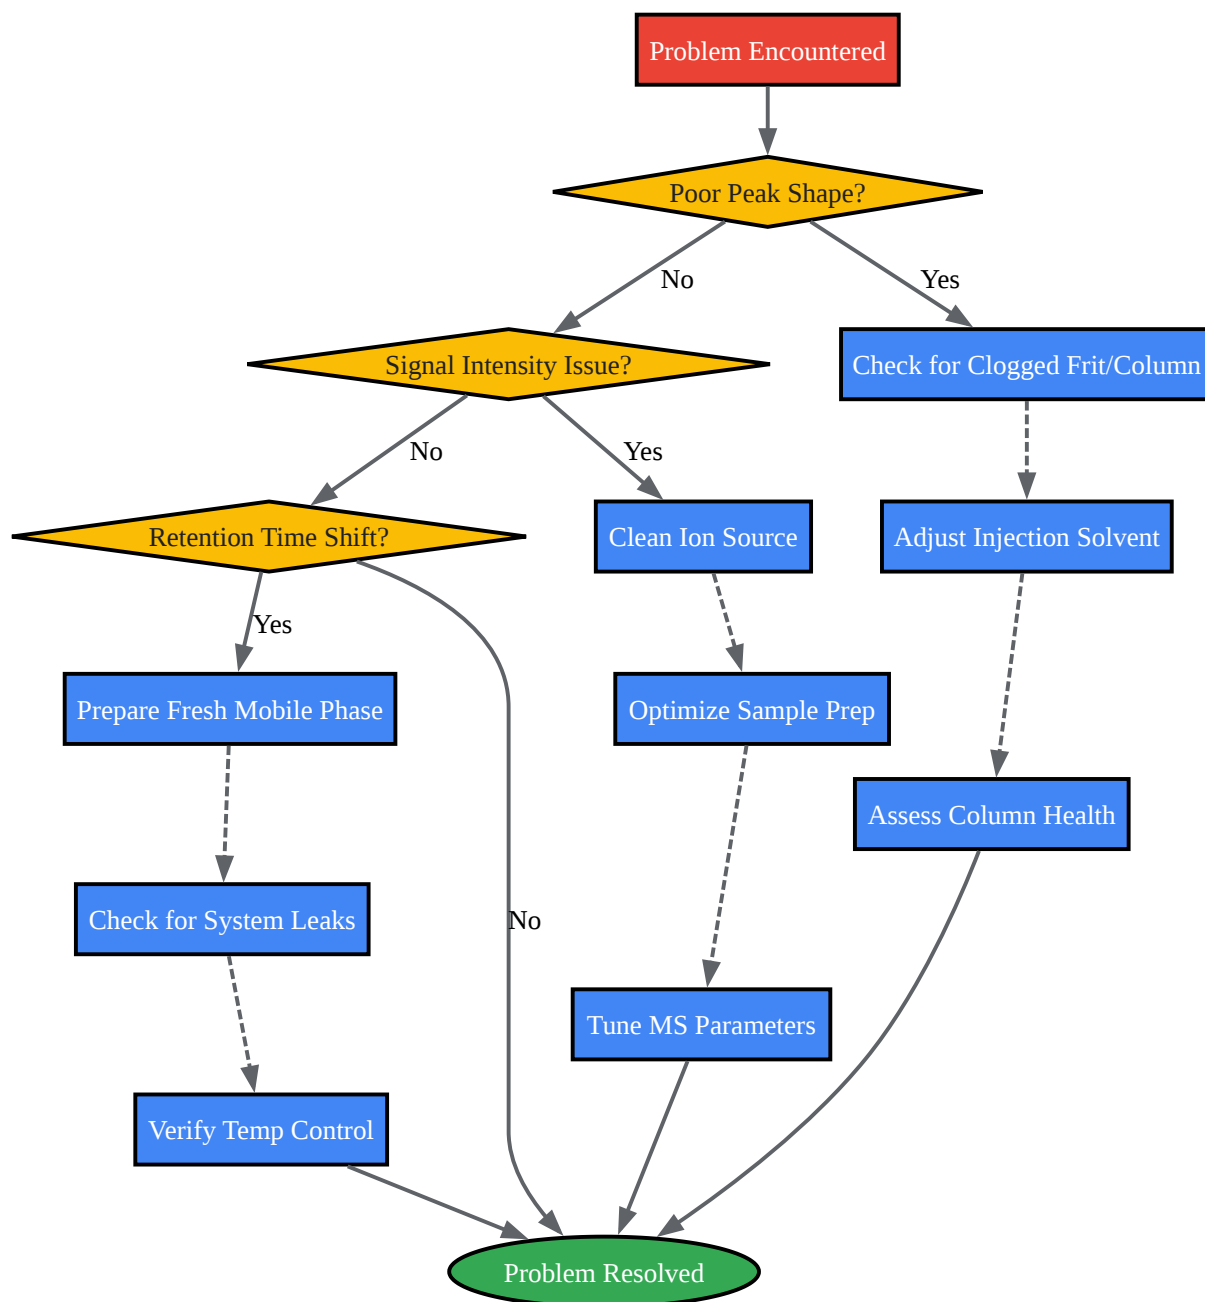 Problem Encountered
Poor Peak Shape?
No
Yes
Signal Intensity Issue?
Check for Clogged Frit/Column
No
Yes
Retention Time Shift?
Clean Ion Source
Adjust Injection Solvent
Yes
Prepare Fresh Mobile Phase
Optimize Sample Prep
Assess Column Health
Check for System Leaks
No
Tune MS Parameters
Verify Temp Control
Problem Resolved